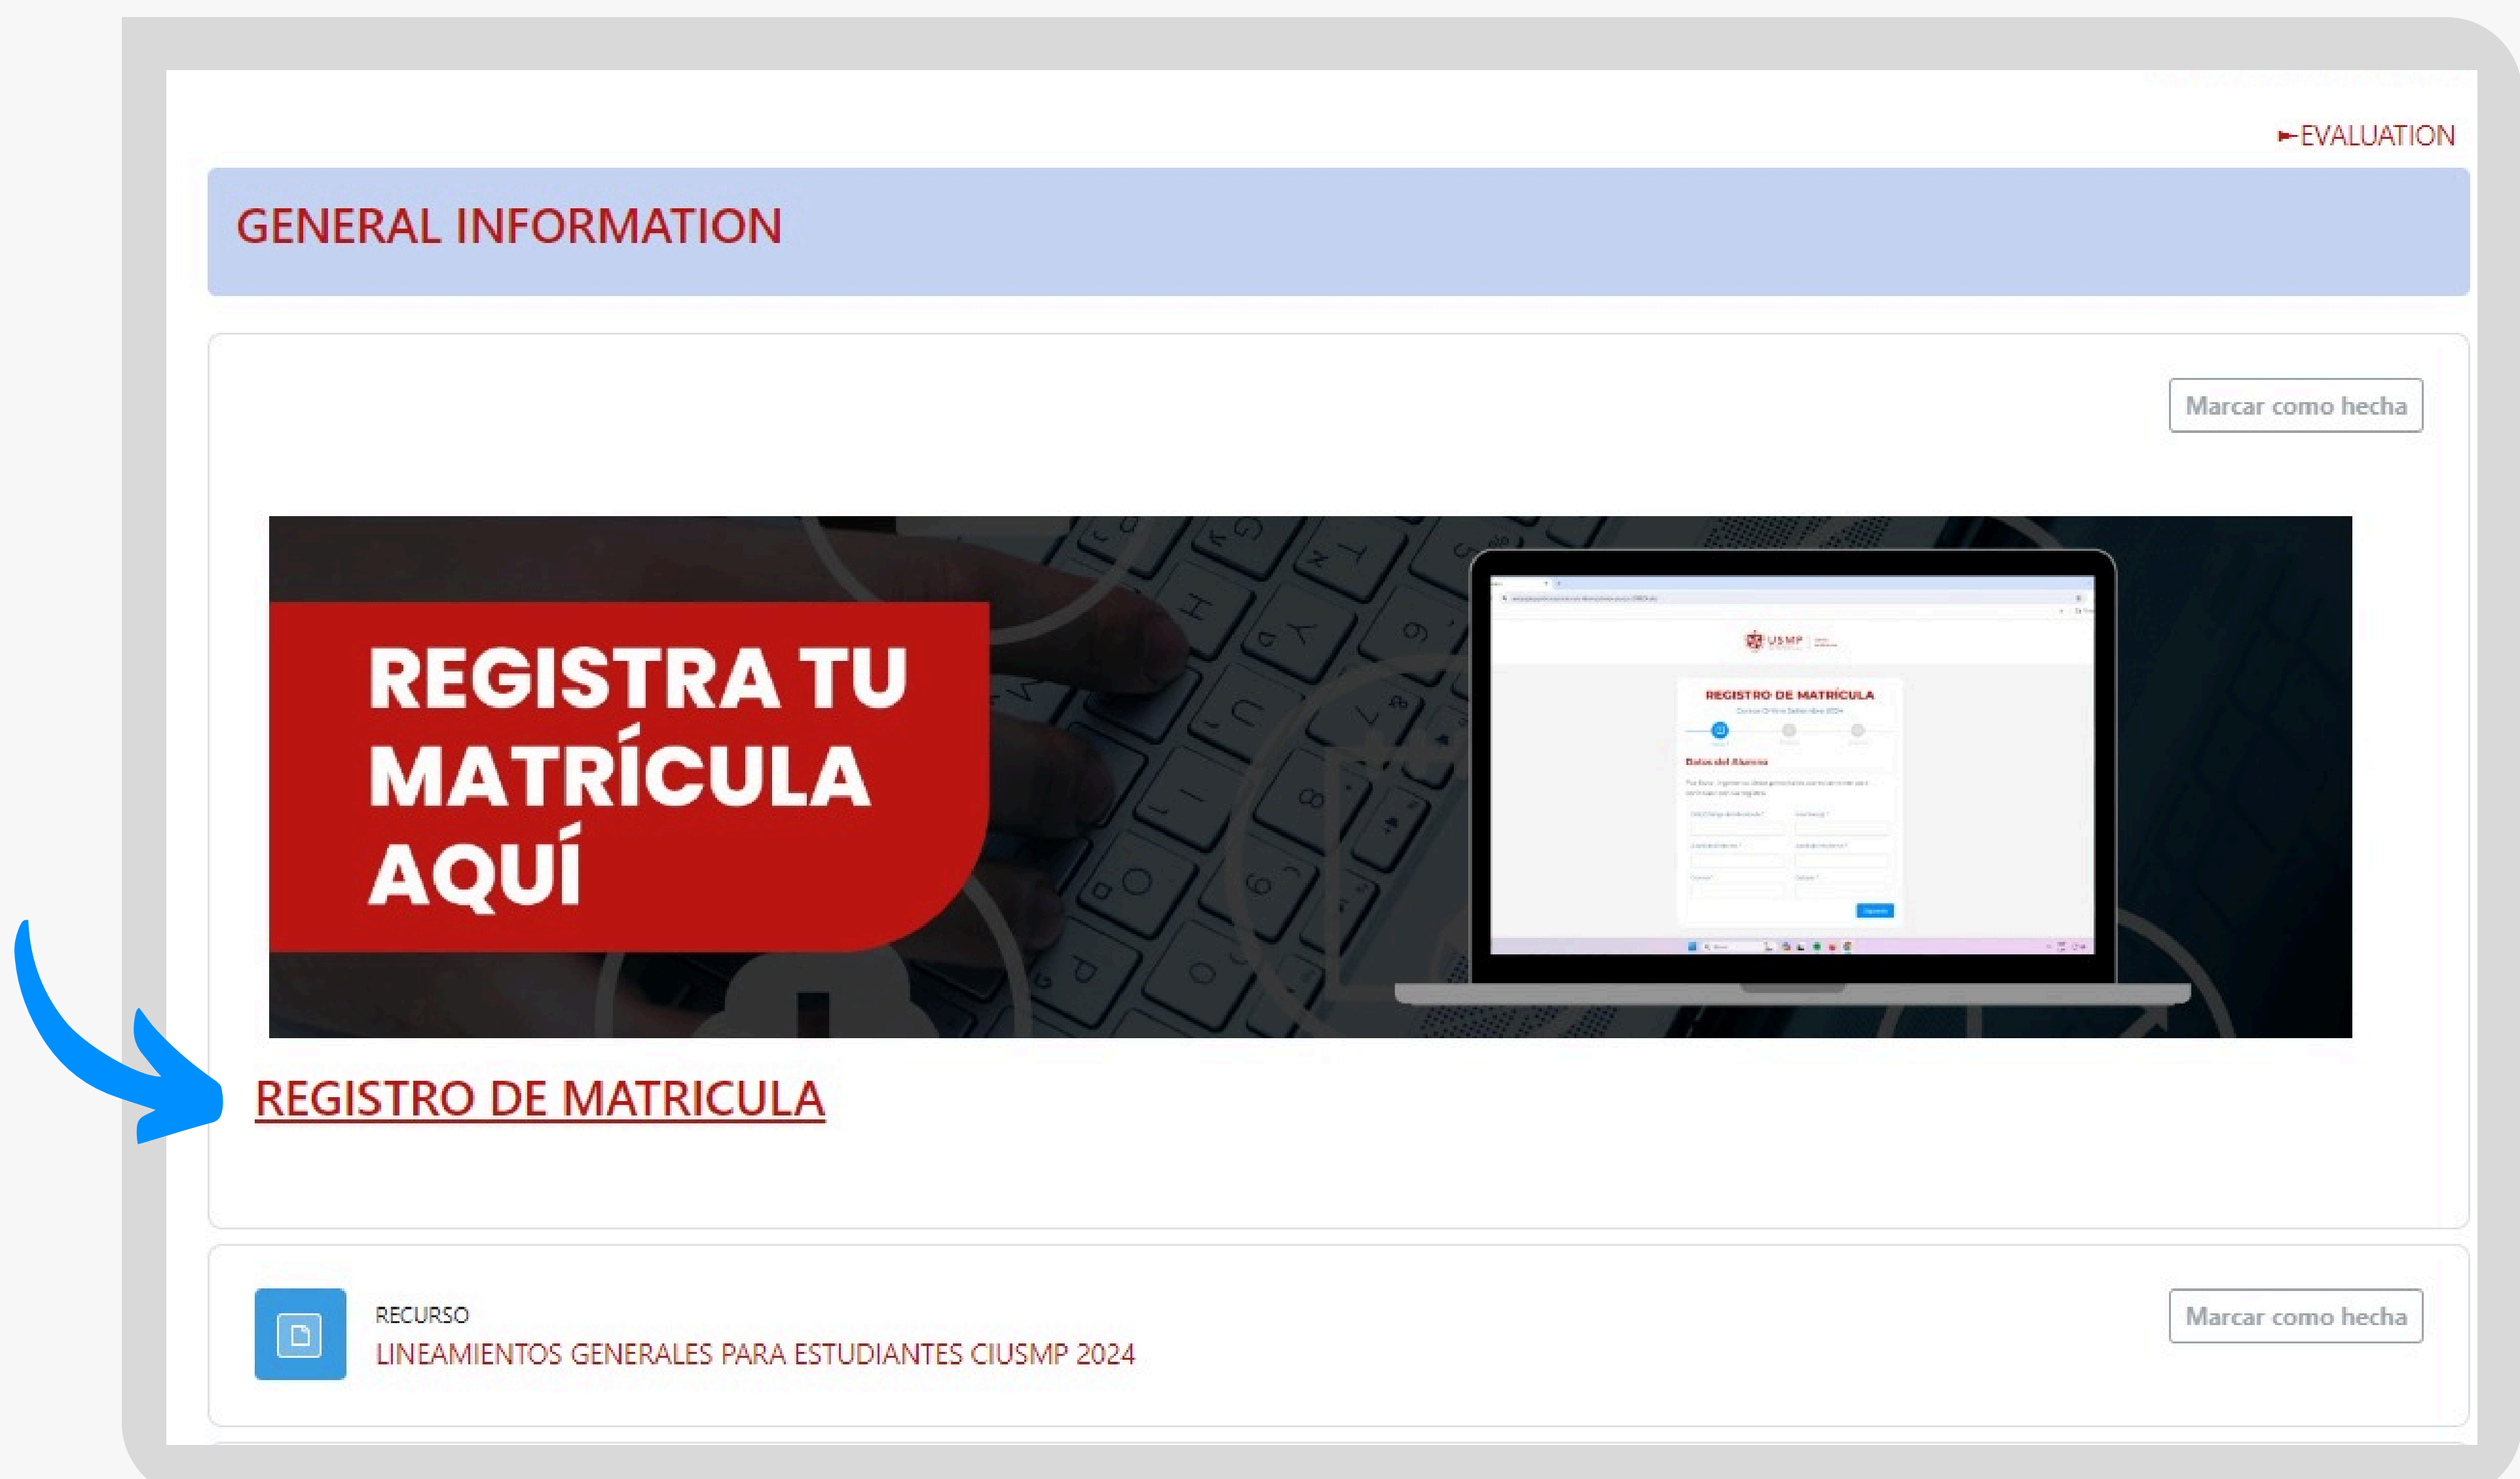 ►EVALUATION
GENERAL INFORMATION
Marcar como hecha
REGISTRA TU
MATRÍCULA
AQUÍ
USMP
REGISTRO DE MATRÍCULA
Datos del Alumno
REGISTRO DE MATRICULA
RECURSO
LINEAMIENTOS GENERALES PARA ESTUDIANTES CIUSMP 2024
Marcar como hecha